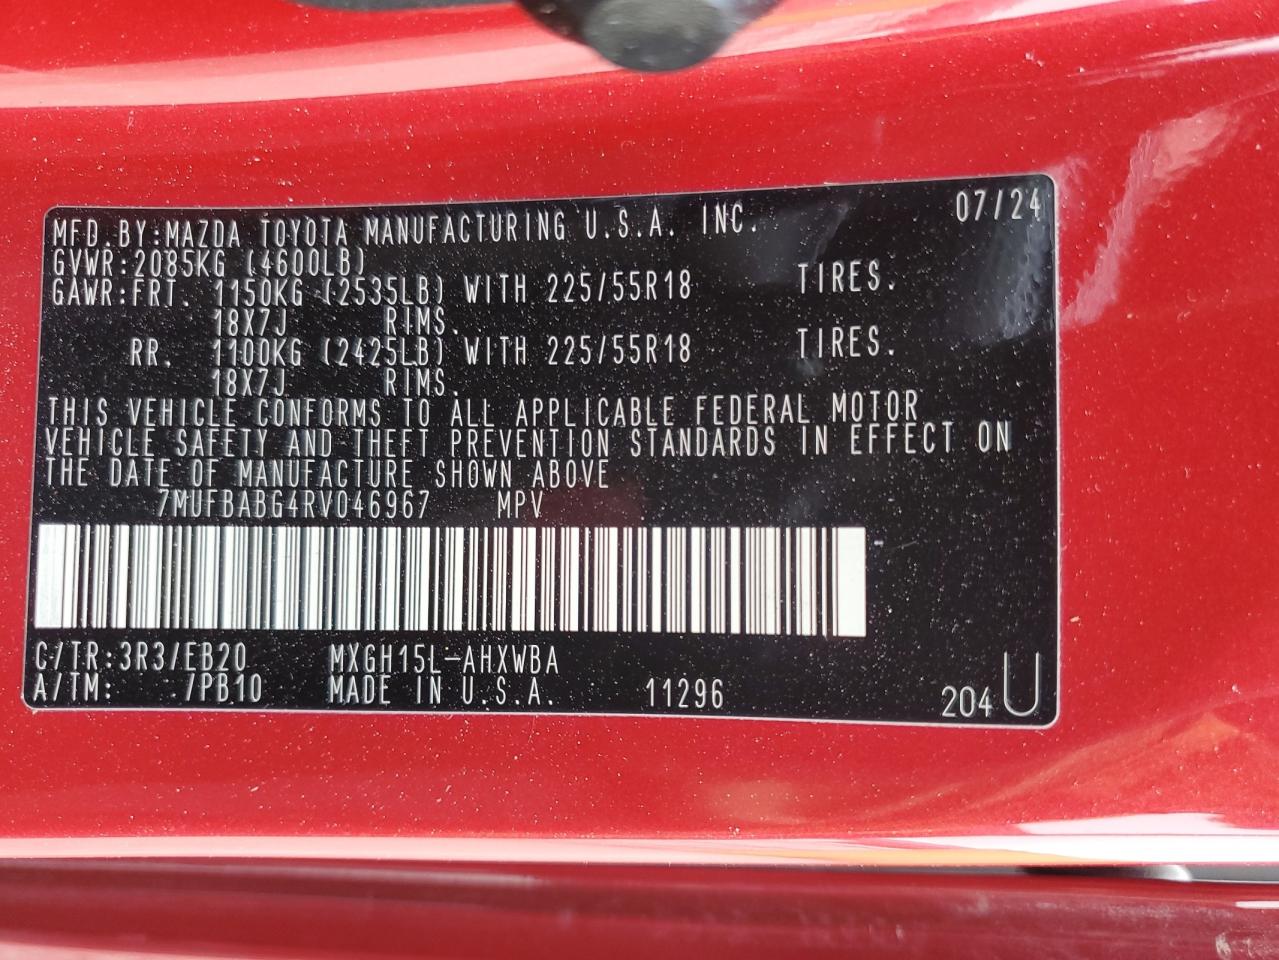 07/24
MFD.BY:MAZDA TOYOTA MANUFACTURING U.S.A. INC.
GVWR:2085KG (4600LB)
GAWR:FRT. 1150KG (2535LB) WITH 225/55R18 TIRES.
18X7J RIMS.
RR. 1100KG (2425LB) WITH 225/55R18 TIRES.
18X7J RIMS.
THIS VEHICLE CONFORMS TO ALL APPLICABLE FEDERAL MOTOR
VEHICLE SAFETY AND THEFT PREVENTION STANDARDS IN EFFECT ON
THE DATE OF MANUFACTURE SHOWN ABOVE
7MUFBABG4RV046967 MPV
C/TR:3R3/EB20 MXGH15L-AHXWBA
A/TM: /PB10 MADE IN U.S.A. 11296 204 U